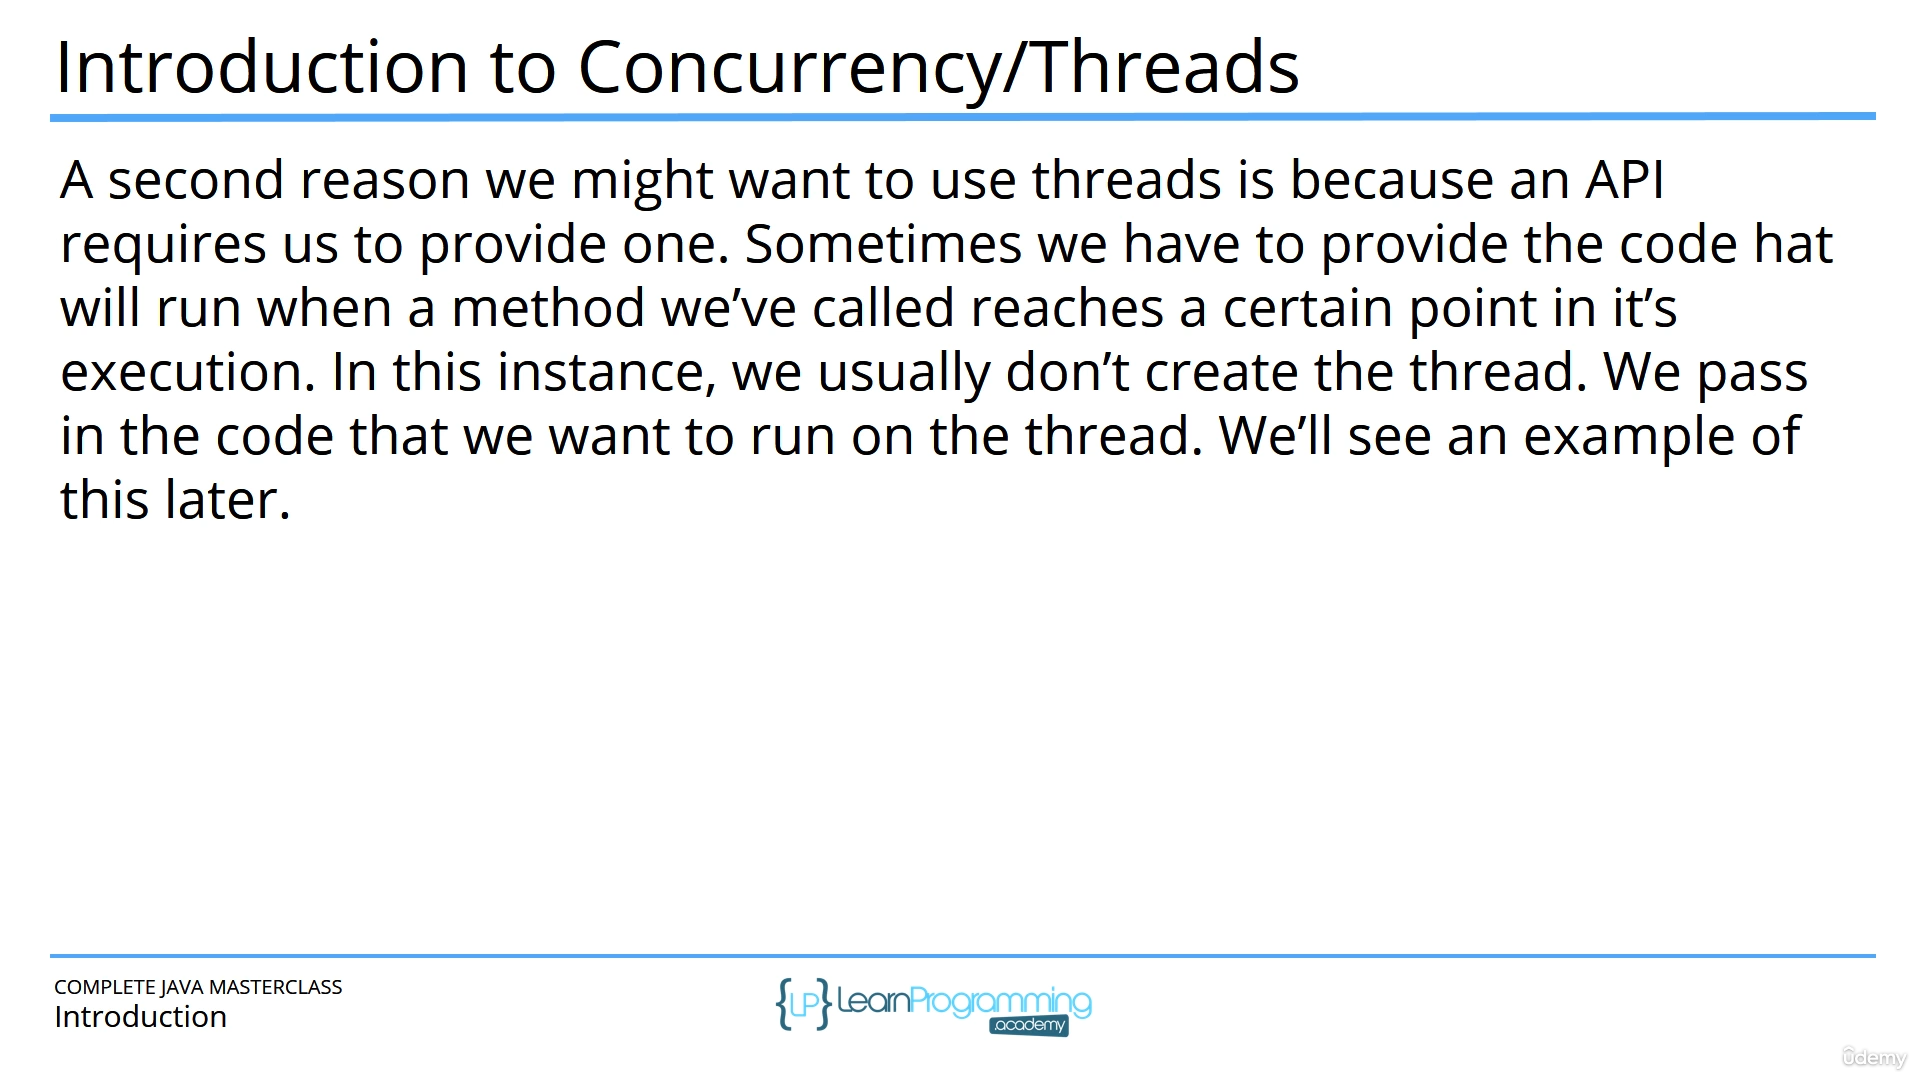 Introduction to Concurrency/Threads
A second reason we might want to use threads is because an API
requires us to provide one. Sometimes we have to provide the code hat
will run when a method we’ve called reaches a certain point in it’s
execution. In this instance, we usually don’t create the thread. We pass
in the code that we want to run on the thread. We’ll see an example of
this later.
COMPLETE JAVA MASTERCLASS
Introduction
{LP} LearnProgramming
.academy
udemy